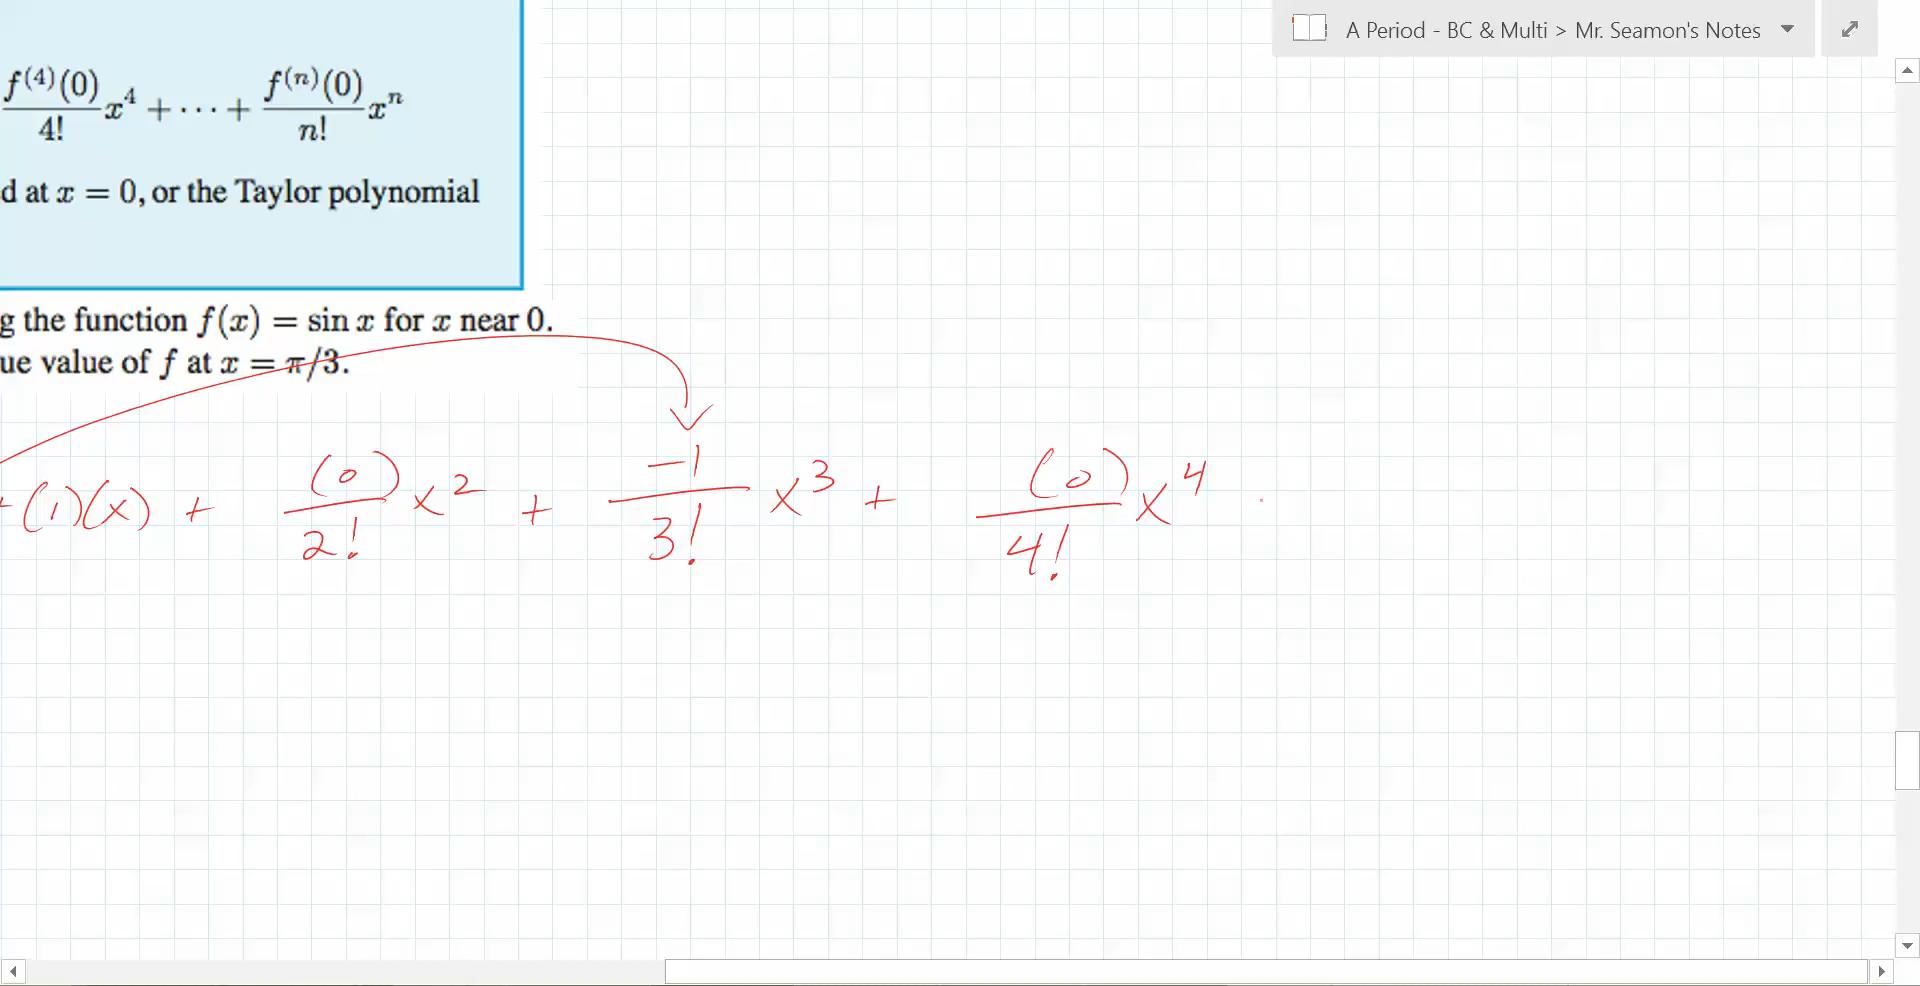 A Period - BC & Multi > Mr. Seamon's Notes
f^(4)(0)/4! x^4 + · · · + f^(n)(0)/n! x^n
d at x = 0, or the Taylor polynomial
g the function f(x) = sin x for x near 0.
ue value of f at x = π/3.
+ (1)(x) + (0)/2! x^2 + -1/3! x^3 + (0)/4! x^4